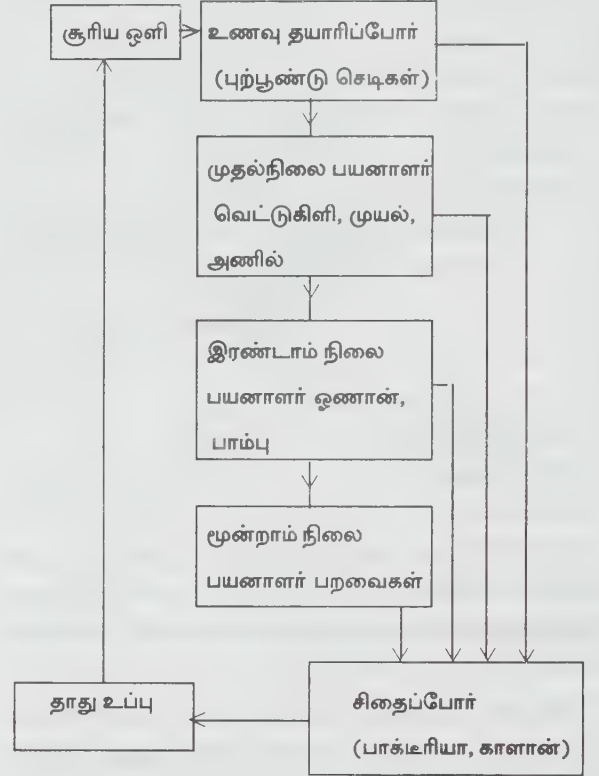 சூரிய ஒளி
உணவு தயாரிப்போர்
(புற்பூண்டு செடிகள்)
முதல்நிலை பயனாளர்
வெட்டுகிளி, முயல்,
அணில்
இரண்டாம் நிலை
பயனாளர் ஓணான்,
பாம்பு
மூன்றாம் நிலை
பயனாளர் பறவைகள்
தாது உப்பு
சிதைப்போர்
(பாக்டீரியா, காளான்)